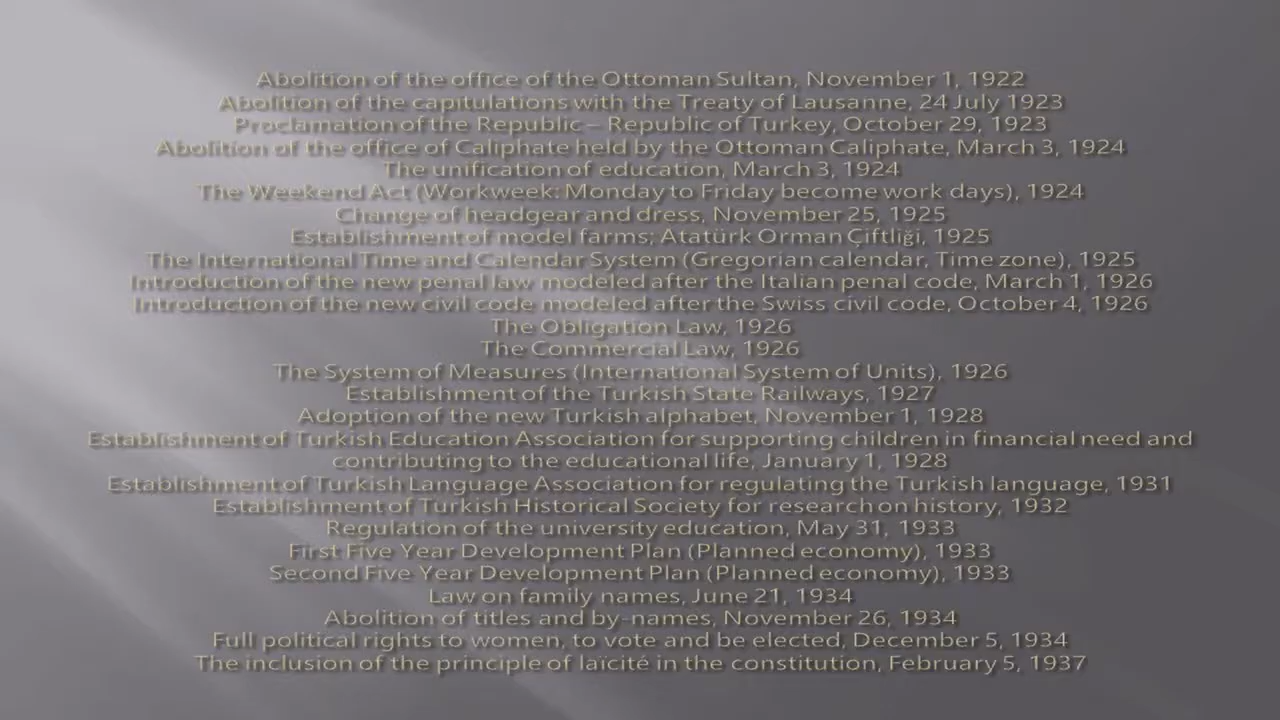 Abolition of the office of the Ottoman Sultan, November 1, 1922
Abolition of the capitulations with the Treaty of Lausanne, 24 July 1923
Proclamation of the Republic – Republic of Turkey, October 29, 1923
Abolition of the office of Caliphate held by the Ottoman Caliphate, March 3, 1924
The unification of education, March 3, 1924
The Weekend Act (Workweek: Monday to Friday become work days), 1924
Change of headgear and dress, November 25, 1925
Establishment of model farms; Atatürk Orman Çiftliği, 1925
The International Time and Calendar System (Gregorian calendar, Time zone), 1925
Introduction of the new penal law modeled after the Italian penal code, March 1, 1926
Introduction of the new civil code modeled after the Swiss civil code, October 4, 1926
The Obligation Law, 1926
The Commercial Law, 1926
The System of Measures (International System of Units), 1926
Establishment of the Turkish State Railways, 1927
Adoption of the new Turkish alphabet, November 1, 1928
Establishment of Turkish Education Association for supporting children in financial need and
contributing to the educational life, January 1, 1928
Establishment of Turkish Language Association for regulating the Turkish language, 1931
Establishment of Turkish Historical Society for research on history, 1932
Regulation of the university education, May 31, 1933
First Five Year Development Plan (Planned economy), 1933
Second Five Year Development Plan (Planned economy), 1933
Law on family names, June 21, 1934
Abolition of titles and by-names, November 26, 1934
Full political rights to women, to vote and be elected, December 5, 1934
The inclusion of the principle of laïcité in the constitution, February 5, 1937